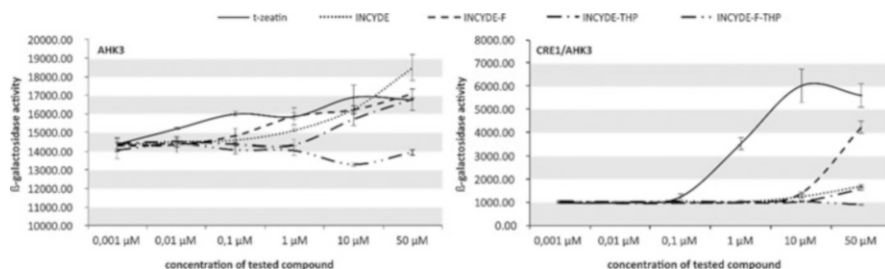 t-zeatin INCYDE INCYDE-F INCYDE-THP INCYDE-F-THP
AHK3
ß-galactosidase activity
20000.00
19000.00
18000.00
17000.00
16000.00
15000.00
14000.00
13000.00
12000.00
11000.00
10000.00
0,001 µM 0,01 µM 0,1 µM 1 µM 10 µM 50 µM
concentration of tested compound
CRE1/AHK3
ß-galactosidase activity
8000.00
7000.00
6000.00
5000.00
4000.00
3000.00
2000.00
1000.00
0.00
0,001 µM 0,01 µM 0,1 µM 1 µM 10 µM 50 µM
concentration of tested compound